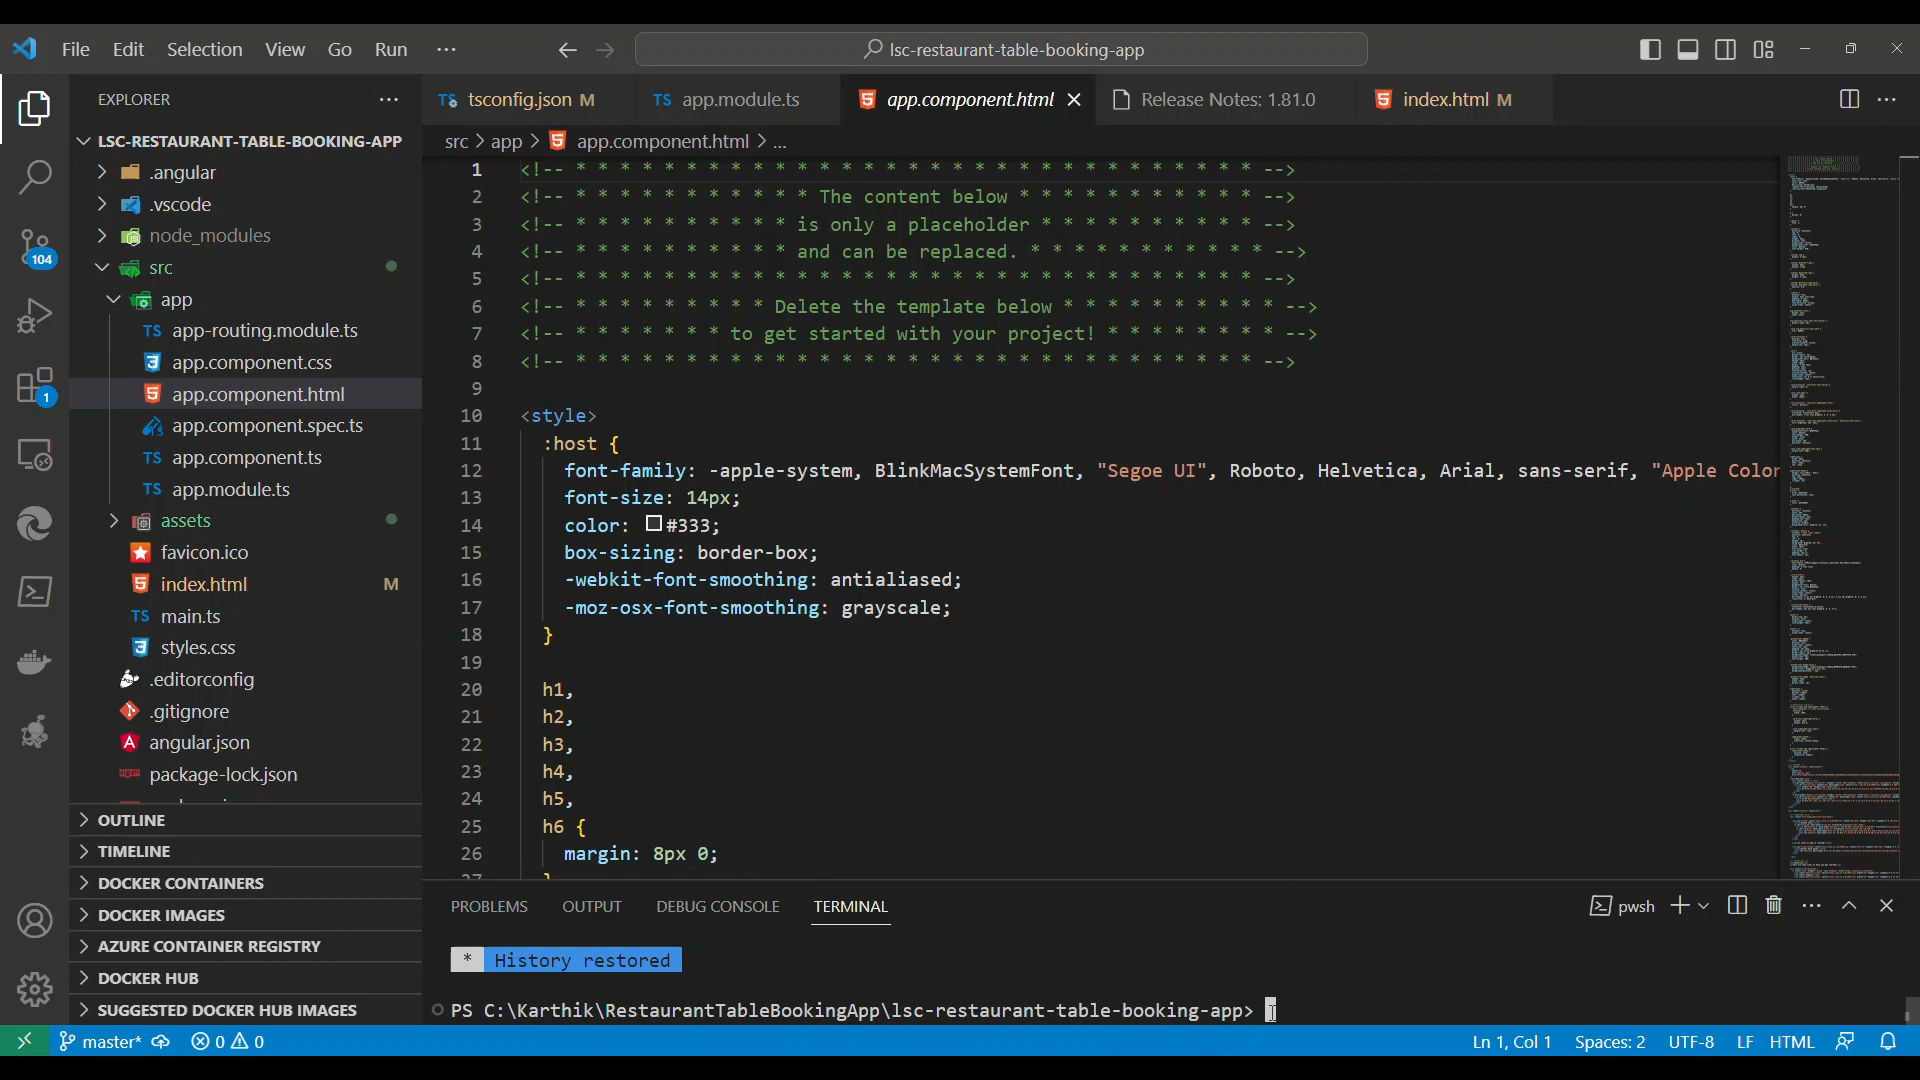 File Edit Selection View Go Run ···
lsc-restaurant-table-booking-app
EXPLORER
LSC-RESTAURANT-TABLE-BOOKING-APP
.angular
.vscode
node_modules
src
app
TS app-routing.module.ts
app.component.css
app.component.html
app.component.spec.ts
TS app.component.ts
TS app.module.ts
assets
favicon.ico
index.html M
TS main.ts
styles.css
.editorconfig
.gitignore
angular.json
package-lock.json
OUTLINE
TIMELINE
DOCKER CONTAINERS
DOCKER IMAGES
AZURE CONTAINER REGISTRY
DOCKER HUB
SUGGESTED DOCKER HUB IMAGES
104
1
TS tsconfig.json M
TS app.module.ts
app.component.html
Release Notes: 1.81.0
index.html M
src > app > app.component.html > ...
1 <!-- * * * * * * * * * * * * * * * * * * * * * * * * * * * * * * * -->
2 <!-- * * * * * * * * * * * The content below * * * * * * * * * * * -->
3 <!-- * * * * * * * * * * is only a placeholder * * * * * * * * * * -->
4 <!-- * * * * * * * * * * and can be replaced. * * * * * * * * * * * -->
5 <!-- * * * * * * * * * * * * * * * * * * * * * * * * * * * * * * * -->
6 <!-- * * * * * * * * * Delete the template below * * * * * * * * * * -->
7 <!-- * * * * * * * to get started with your project! * * * * * * * * -->
8 <!-- * * * * * * * * * * * * * * * * * * * * * * * * * * * * * * * -->
9
10 <style>
11 :host {
12 font-family: -apple-system, BlinkMacSystemFont, "Segoe UI", Roboto, Helvetica, Arial, sans-serif, "Apple Color
13 font-size: 14px;
14 color: #333;
15 box-sizing: border-box;
16 -webkit-font-smoothing: antialiased;
17 -moz-osx-font-smoothing: grayscale;
18 }
19
20 h1,
21 h2,
22 h3,
23 h4,
24 h5,
25 h6 {
26 margin: 8px 0;
PROBLEMS OUTPUT DEBUG CONSOLE TERMINAL
pwsh
* History restored
PS C:\Karthik\RestaurantTableBookingApp\lsc-restaurant-table-booking-app>
master* 0 0
Ln 1, Col 1 Spaces: 2 UTF-8 LF HTML